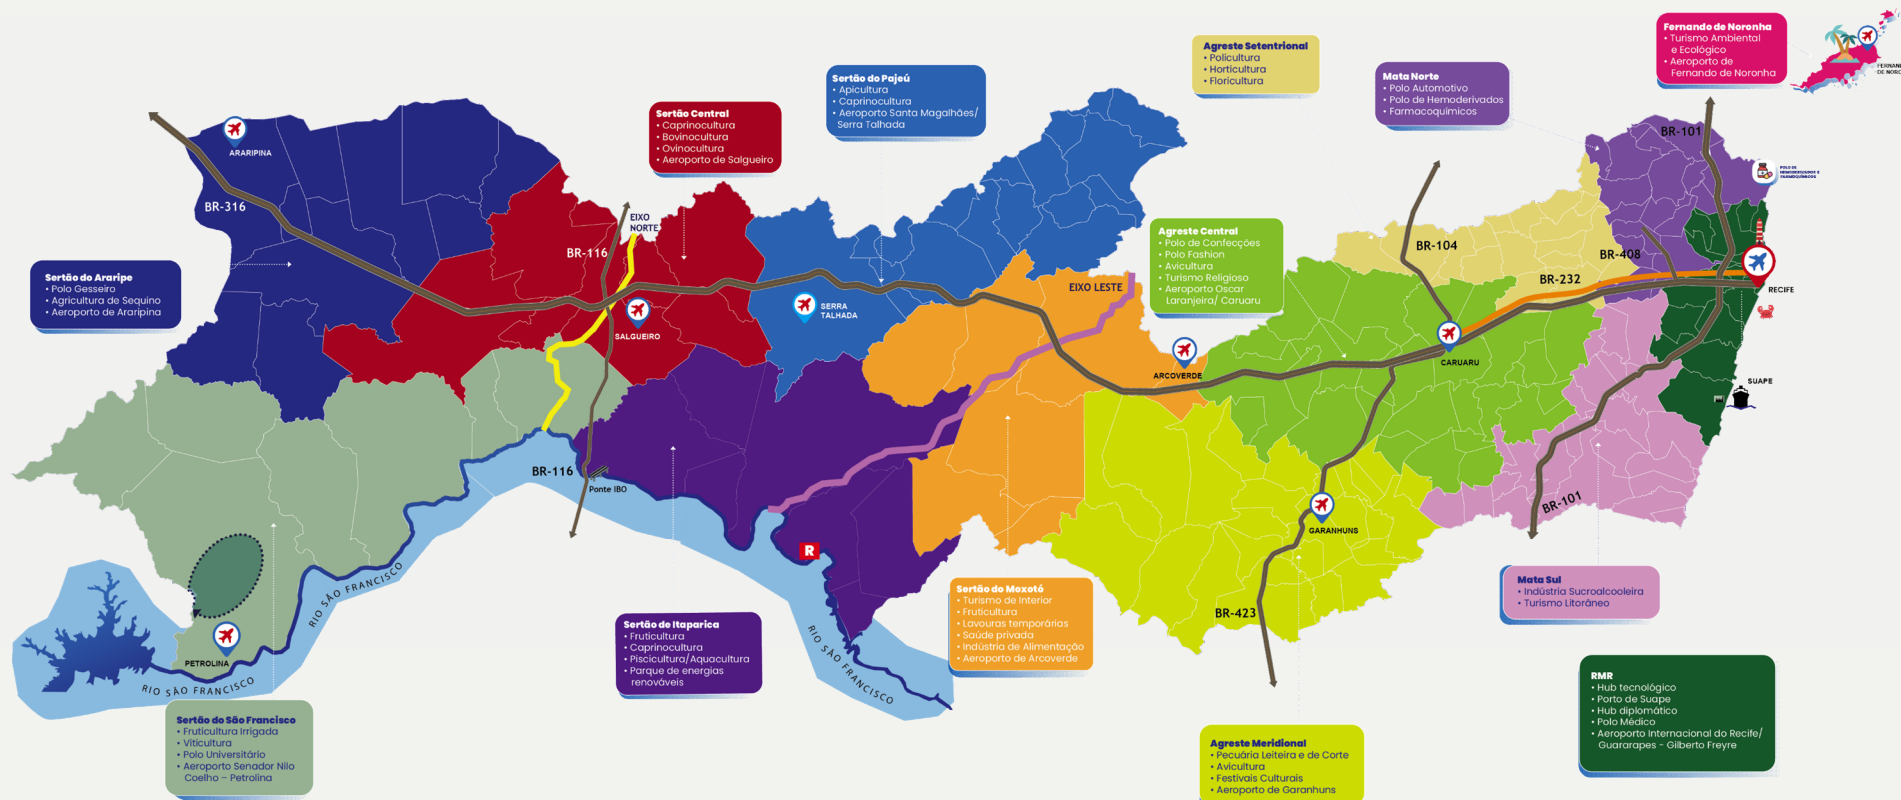 Fernando de Noronha
• Turismo Ambiental
e Ecológico
• Aeroporto de
Fernando de Noronha
FERNAN
DE NORO
Agreste Setentrional
• Policultura
• Horticultura
• Floricultura
Mata Norte
• Polo Automotivo
• Polo de Hemoderivados
• Farmacoquímicos
Sertão do Pajeú
• Apicultura
• Caprinocultura
• Aeroporto Santa Magalhães/
Serra Talhada
Sertão Central
• Caprinocultura
• Bovinocultura
• Ovinocultura
• Aeroporto de Salgueiro
BR-101
ARARIPINA
POLO DE
HEMODERIVADOS E
FARMOQUÍMICOS
BR-316
EIXO
NORTE
BR-116
Agreste Central
• Polo de Confecções
• Polo Fashion
• Avicultura
• Turismo Religioso
• Aeroporto Oscar
Laranjeira/ Caruaru
BR-104
BR-408
BR-232
Sertão do Araripe
• Polo Gesseiro
• Agricultura de Sequino
• Aeroporto de Araripina
EIXO LESTE
RECIFE
SERRA
TALHADA
SALGUEIRO
ARCOVERDE
CARUARU
SUAPE
BR-116
Ponte IBO
BR-101
GARANHUNS
R
RIO SÃO FRANCISCO
BR-423
PETROLINA
RIO SÃO FRANCISCO
RIO SÃO FRANCISCO
Sertão do Moxotó
• Turismo de Interior
• Fruticultura
• Lavouras temporárias
• Saúde privada
• Indústria de Alimentação
• Aeroporto de Arcoverde
Mata Sul
• Indústria Sucroalcooleira
• Turismo Litorâneo
Sertão de Itaparica
• Fruticultura
• Caprinocultura
• Piscicultura/Aquacultura
• Parque de energias
renováveis
RMR
• Hub tecnológico
• Porto de Suape
• Hub diplomático
• Polo Médico
• Aeroporto Internacional do Recife/
Guararapes - Gilberto Freyre
Sertão do São Francisco
• Fruticultura Irrigada
• Viticultura
• Polo Universitário
• Aeroporto Senador Nilo
Coelho – Petrolina
Agreste Meridional
• Pecuária Leiteira e de Corte
• Avicultura
• Festivais Culturais
• Aeroporto de Garanhuns